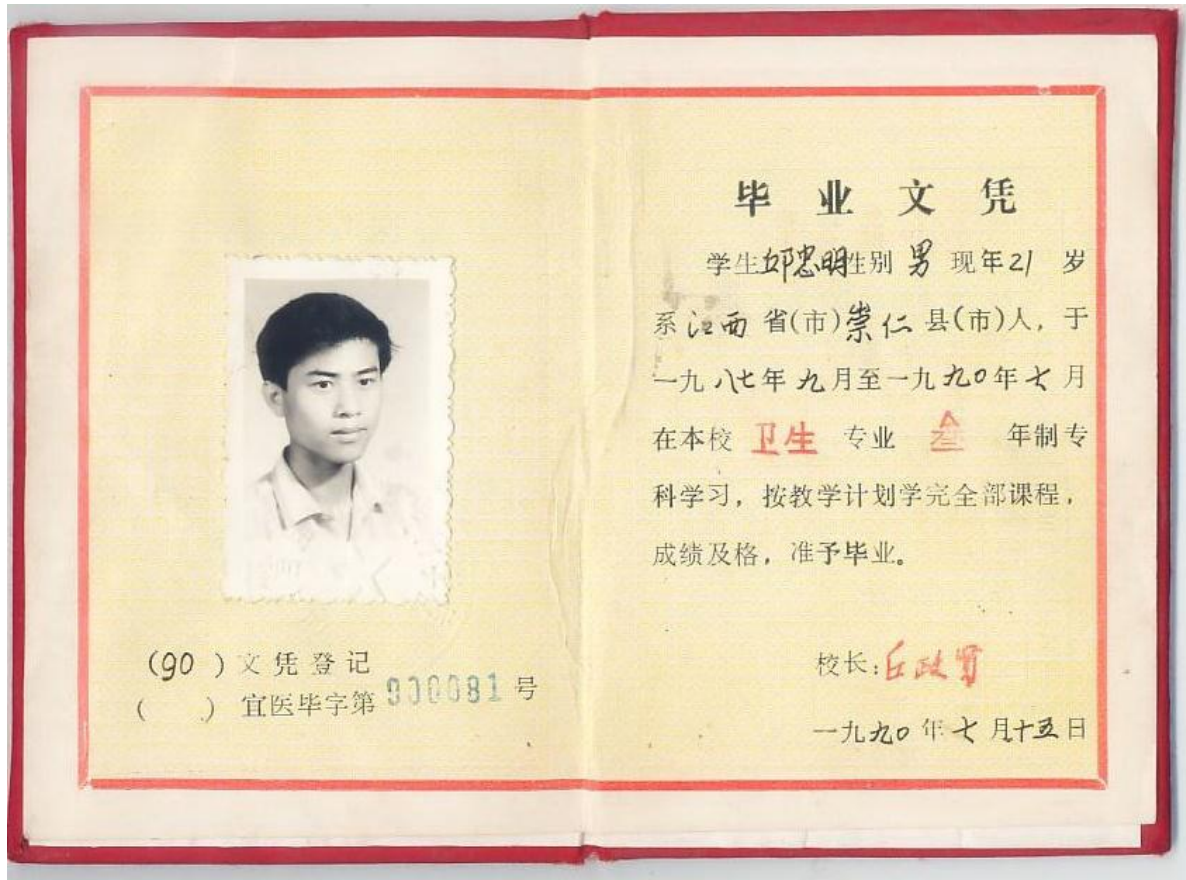 (90 )文凭登记
( )宜医毕字第900081号
毕业文凭
学生邱忠明性别 男 现年21 岁
系江西省(市)崇仁县(市)人，于
一九八七年九月至一九九〇年七月
在本校 卫生 专业 叁 年制专
科学习，按教学计划学完全部课程，
成绩及格，准予毕业。
校长：丘政贤
一九九〇年七月十五日